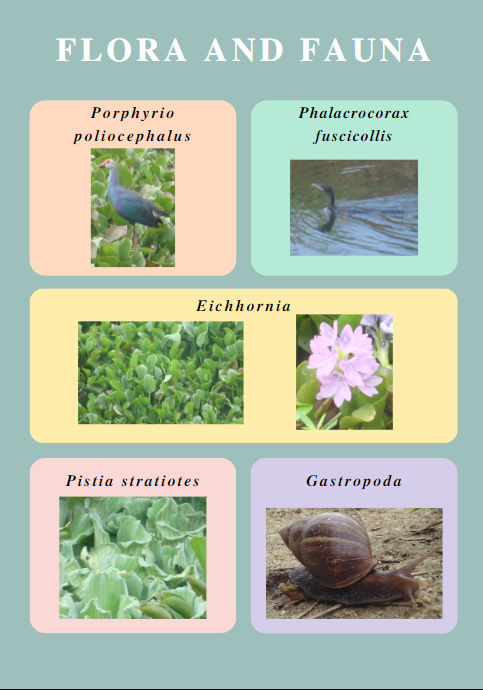 FLORA AND FAUNA
Porphyrio
poliocephalus
Phalacrocorax
fuscicollis
Eichhornia
Pistia stratiotes
Gastropoda